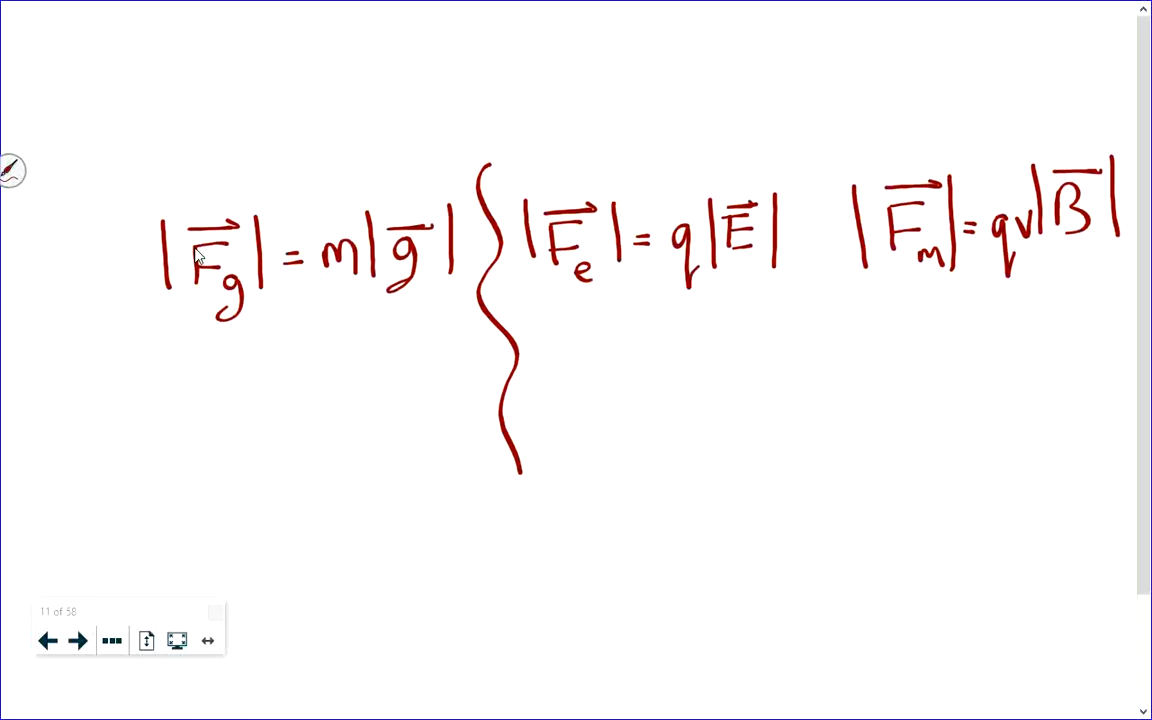 |F⃗g| = m|g⃗| |F⃗e| = q|E⃗| |F⃗m| = qv|B⃗|
11 of 58